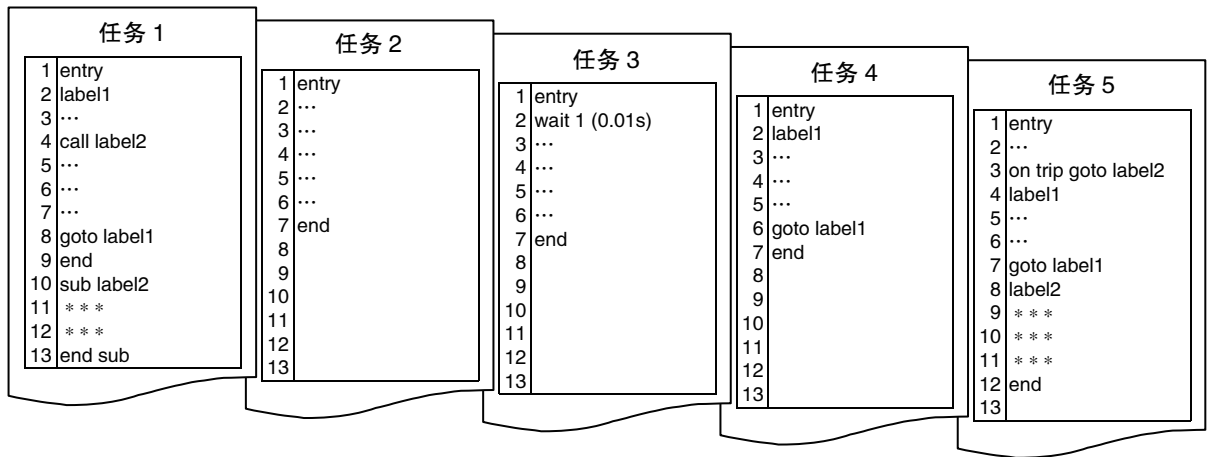 任务 1
1 entry
2 label1
3 …
4 call label2
5 …
6 …
7 …
8 goto label1
9 end
10 sub label2
11 * * *
12 * * *
13 end sub
任务 2
1 entry
2 …
3 …
4 …
5 …
6 …
7 end
8
9
10
11
12
13
任务 3
1 entry
2 wait 1 (0.01s)
3 …
4 …
5 …
6 …
7 end
8
9
10
11
12
13
任务 4
1 entry
2 label1
3 …
4 …
5 …
6 goto label1
7 end
8
9
10
11
12
13
任务 5
1 entry
2 …
3 on trip goto label2
4 label1
5 …
6 …
7 goto label1
8 label2
9 * * *
10 * * *
11 * * *
12 end
13